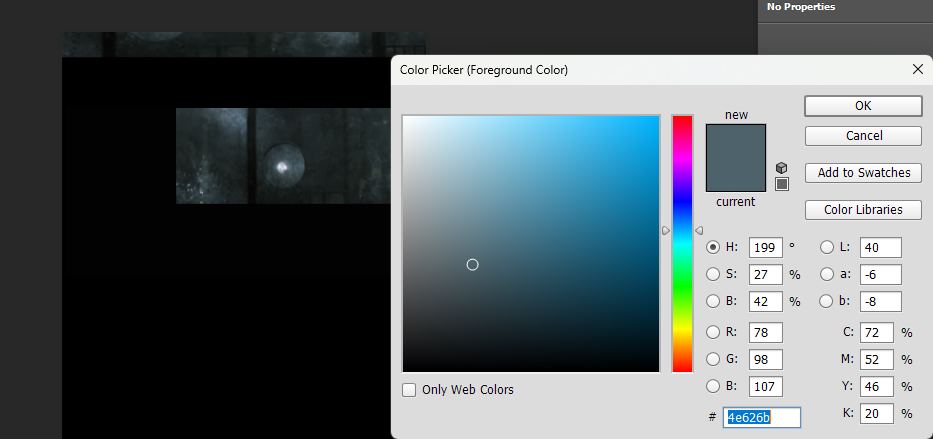 No Properties
Color Picker (Foreground Color)
new
current
OK
Cancel
Add to Swatches
Color Libraries
H: 199 °
L: 40
S: 27 %
a: -6
B: 42 %
b: -8
R: 78
C: 72 %
G: 98
M: 52 %
B: 107
Y: 46 %
# 4e626b
K: 20 %
Only Web Colors